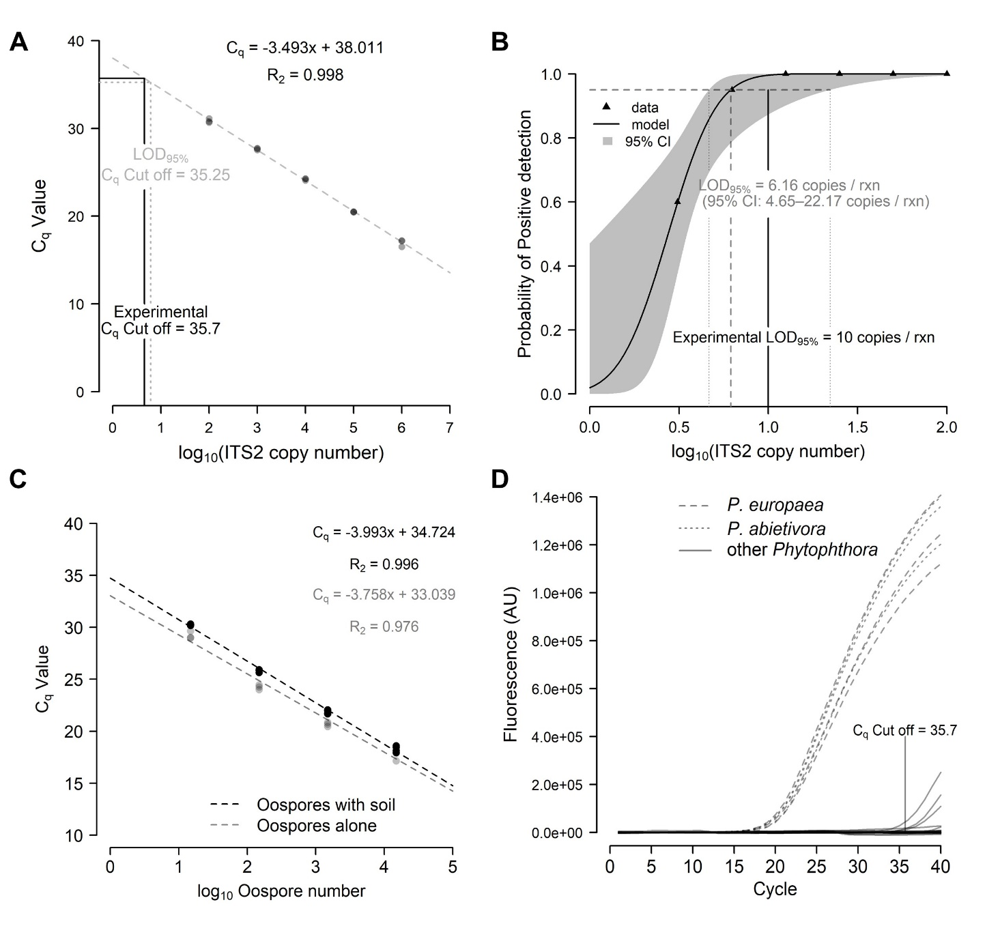 A
40
30
20
10
0
Cq Value
Cq = -3.493x + 38.011
R2 = 0.998
LOD95%
Cq Cut off = 35.25
Experimental
Cq Cut off = 35.7
0 1 2 3 4 5 6 7
log10(ITS2 copy number)
B
1.0
0.8
0.6
0.4
0.2
0.0
Probability of Positive detection
data
model
95% CI
LOD95% = 6.16 copies / rxn
(95% CI: 4.65–22.17 copies / rxn)
Experimental LOD95% = 10 copies / rxn
0.0 0.5 1.0 1.5 2.0
log10(ITS2 copy number)
C
40
35
30
25
20
15
10
Cq Value
Cq = -3.993x + 34.724
R2 = 0.996
Cq = -3.758x + 33.039
R2 = 0.976
Oospores with soil
Oospores alone
0 1 2 3 4 5
log10 Oospore number
D
1.4e+06
1.2e+06
1.0e+06
8.0e+05
6.0e+05
4.0e+05
2.0e+05
0.0e+00
Fluorescence (AU)
P. europaea
P. abietivora
other Phytophthora
Cq Cut off = 35.7
0 5 10 15 20 25 30 35 40
Cycle